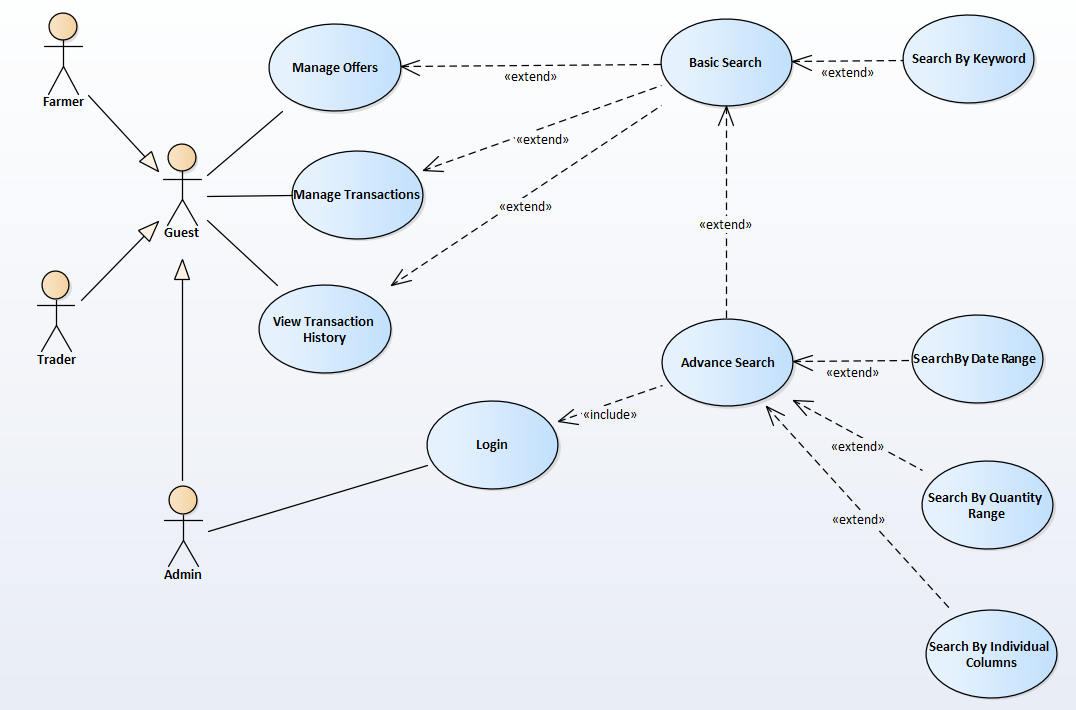 Farmer
Manage Offers
«extend»
Basic Search
«extend»
Search By Keyword
Guest
Manage Transactions
«extend»
«extend»
«extend»
Trader
View Transaction
History
Advance Search
«extend»
SearchBy Date Range
«include»
Login
«extend»
Search By Quantity
Range
«extend»
Admin
Search By Individual
Columns